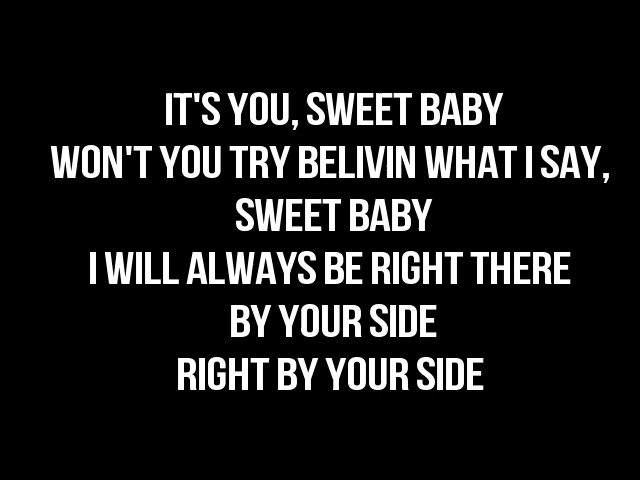 IT'S YOU, SWEET BABY
WON'T YOU TRY BELIVIN WHAT I SAY,
SWEET BABY
I WILL ALWAYS BE RIGHT THERE
BY YOUR SIDE
RIGHT BY YOUR SIDE